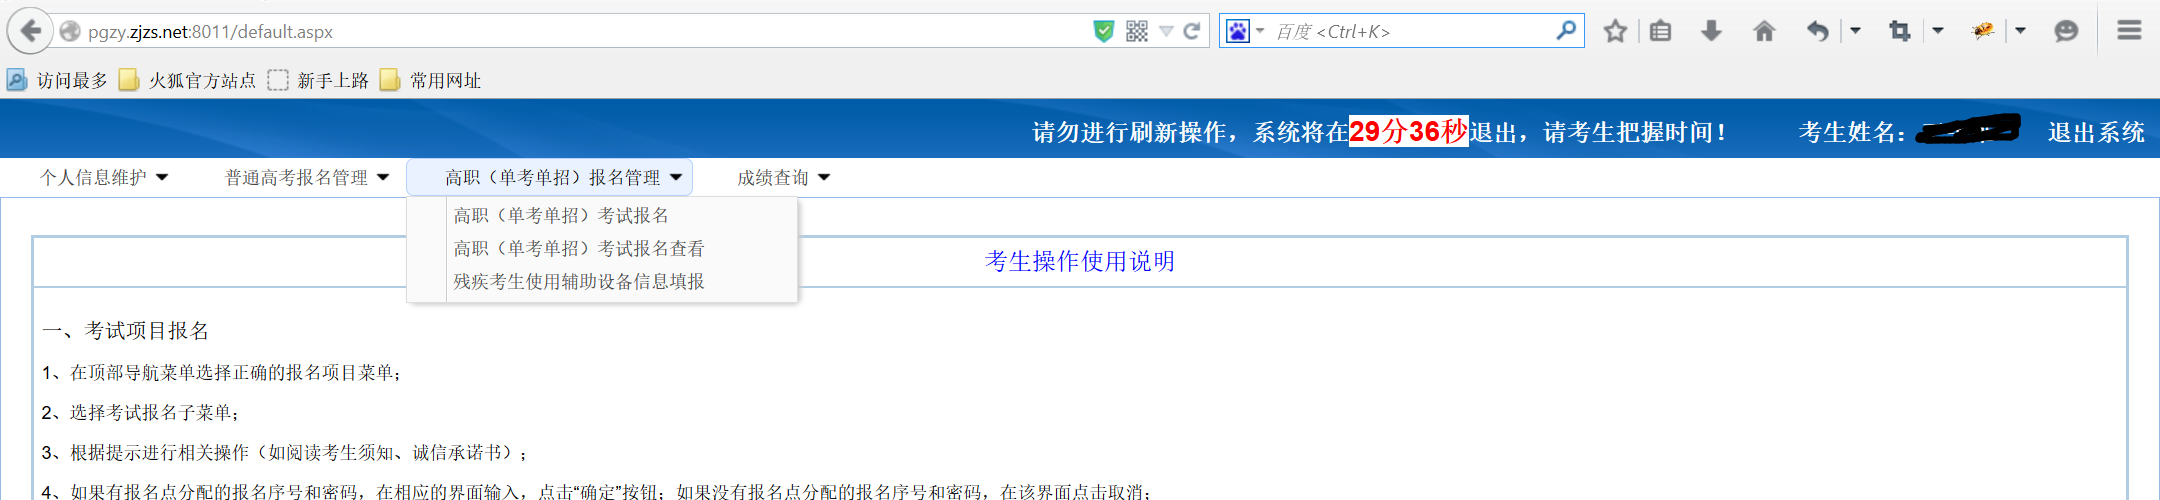 pgzy.zjzs.net:8011/default.aspx
百度 <Ctrl+K>
访问最多 火狐官方站点 新手上路 常用网址
请勿进行刷新操作，系统将在29分36秒退出，请考生把握时间！ 考生姓名： 退出系统
个人信息维护 普通高考报名管理 高职（单考单招）报名管理 成绩查询
高职（单考单招）考试报名
高职（单考单招）考试报名查看
残疾考生使用辅助设备信息填报
考生操作使用说明
一、考试项目报名
1、在顶部导航菜单选择正确的报名项目菜单；
2、选择考试报名子菜单；
3、根据提示进行相关操作（如阅读考生须知、诚信承诺书）；
4、如果有报名点分配的报名序号和密码，在相应的界面输入，点击“确定”按钮；如果没有报名点分配的报名序号和密码，在该界面点击取消；